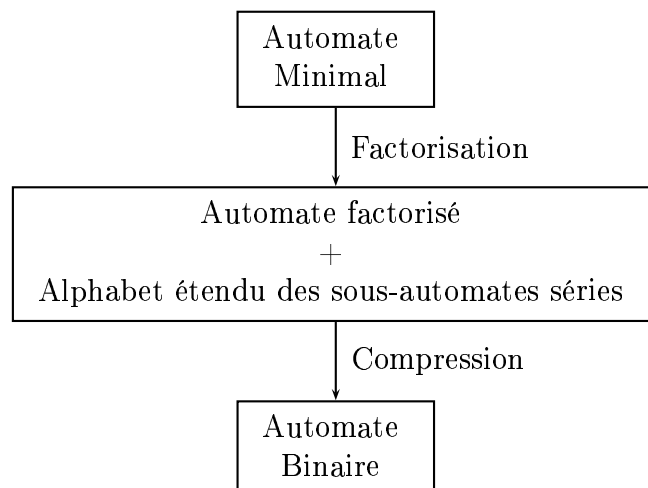 Automate
Minimal
Factorisation
Automate factorisé
+
Alphabet étendu des sous-automates séries
Compression
Automate
Binaire